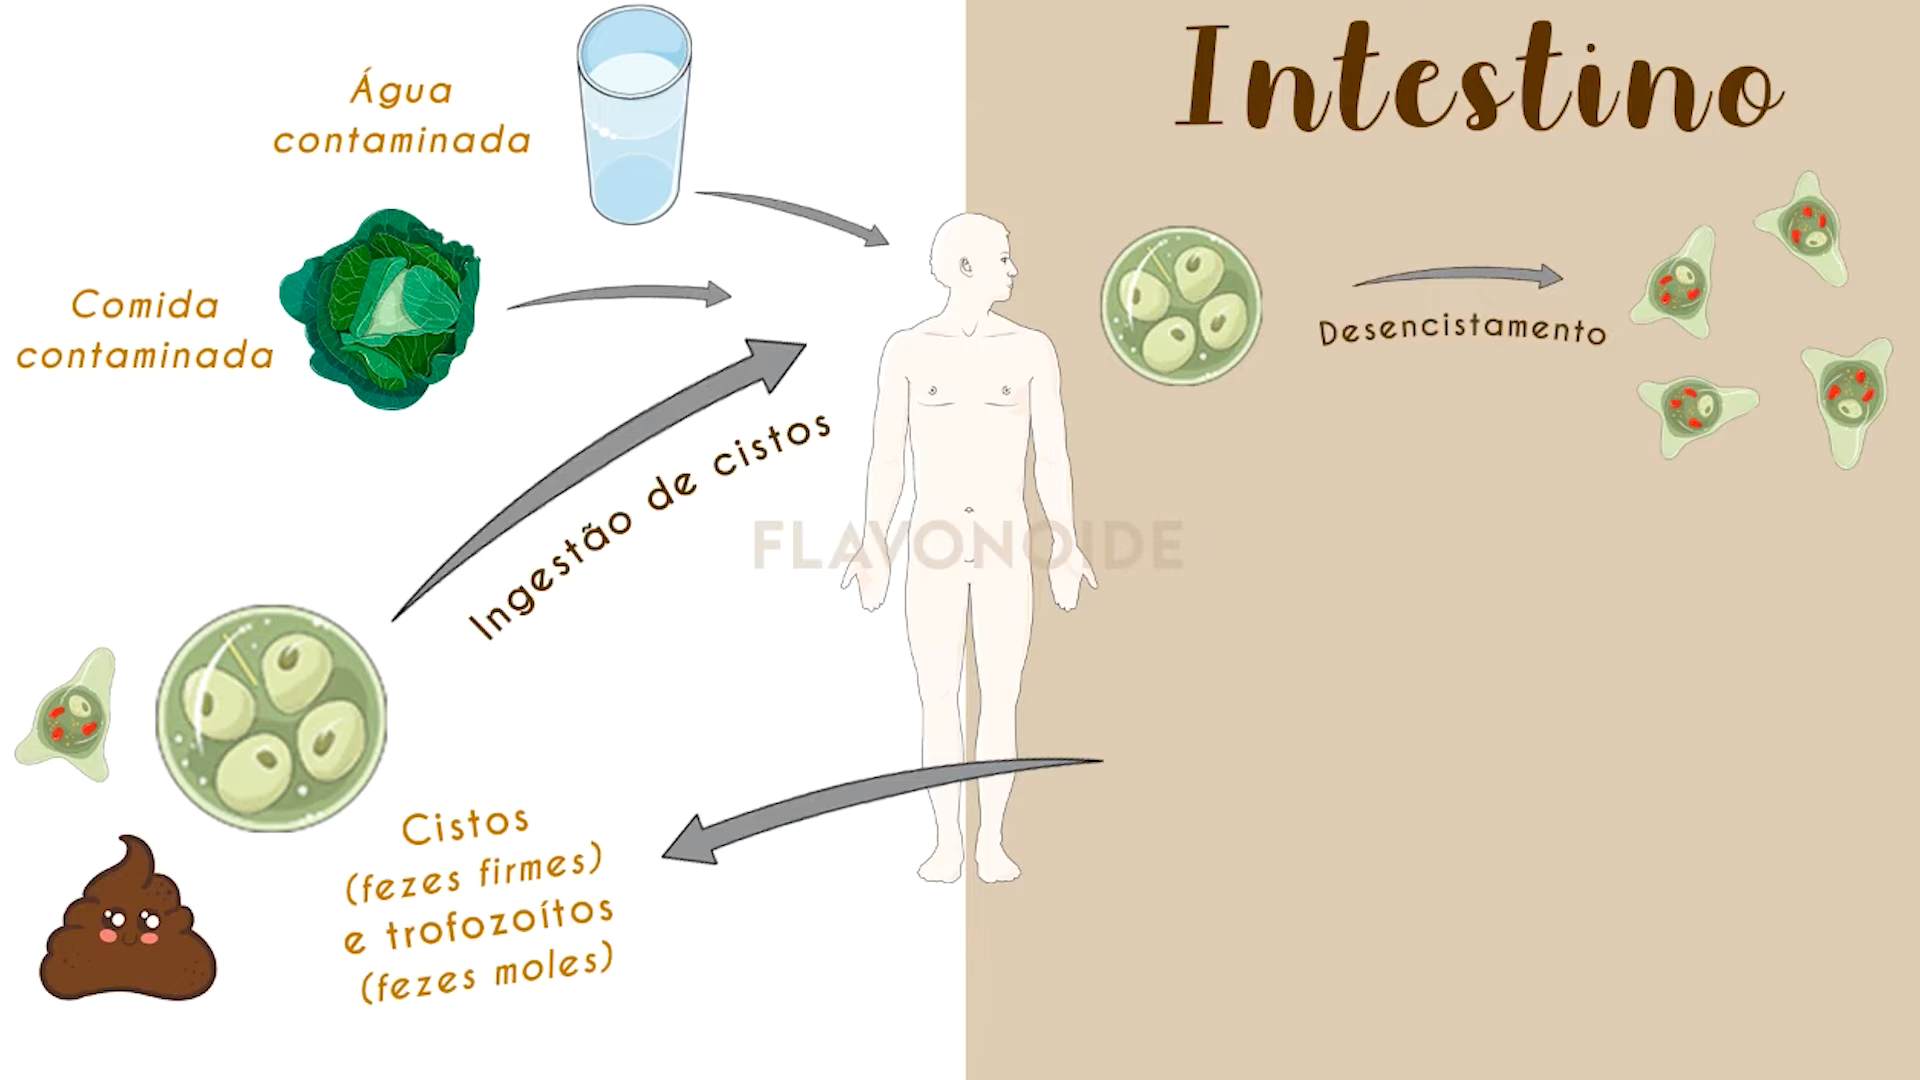 Água
contaminada
Comida
contaminada
Ingestão de cistos
Cistos
(fezes firmes)
e trofozoítos
(fezes moles)
Intestino
Desencistamento
FLAVONOIDE